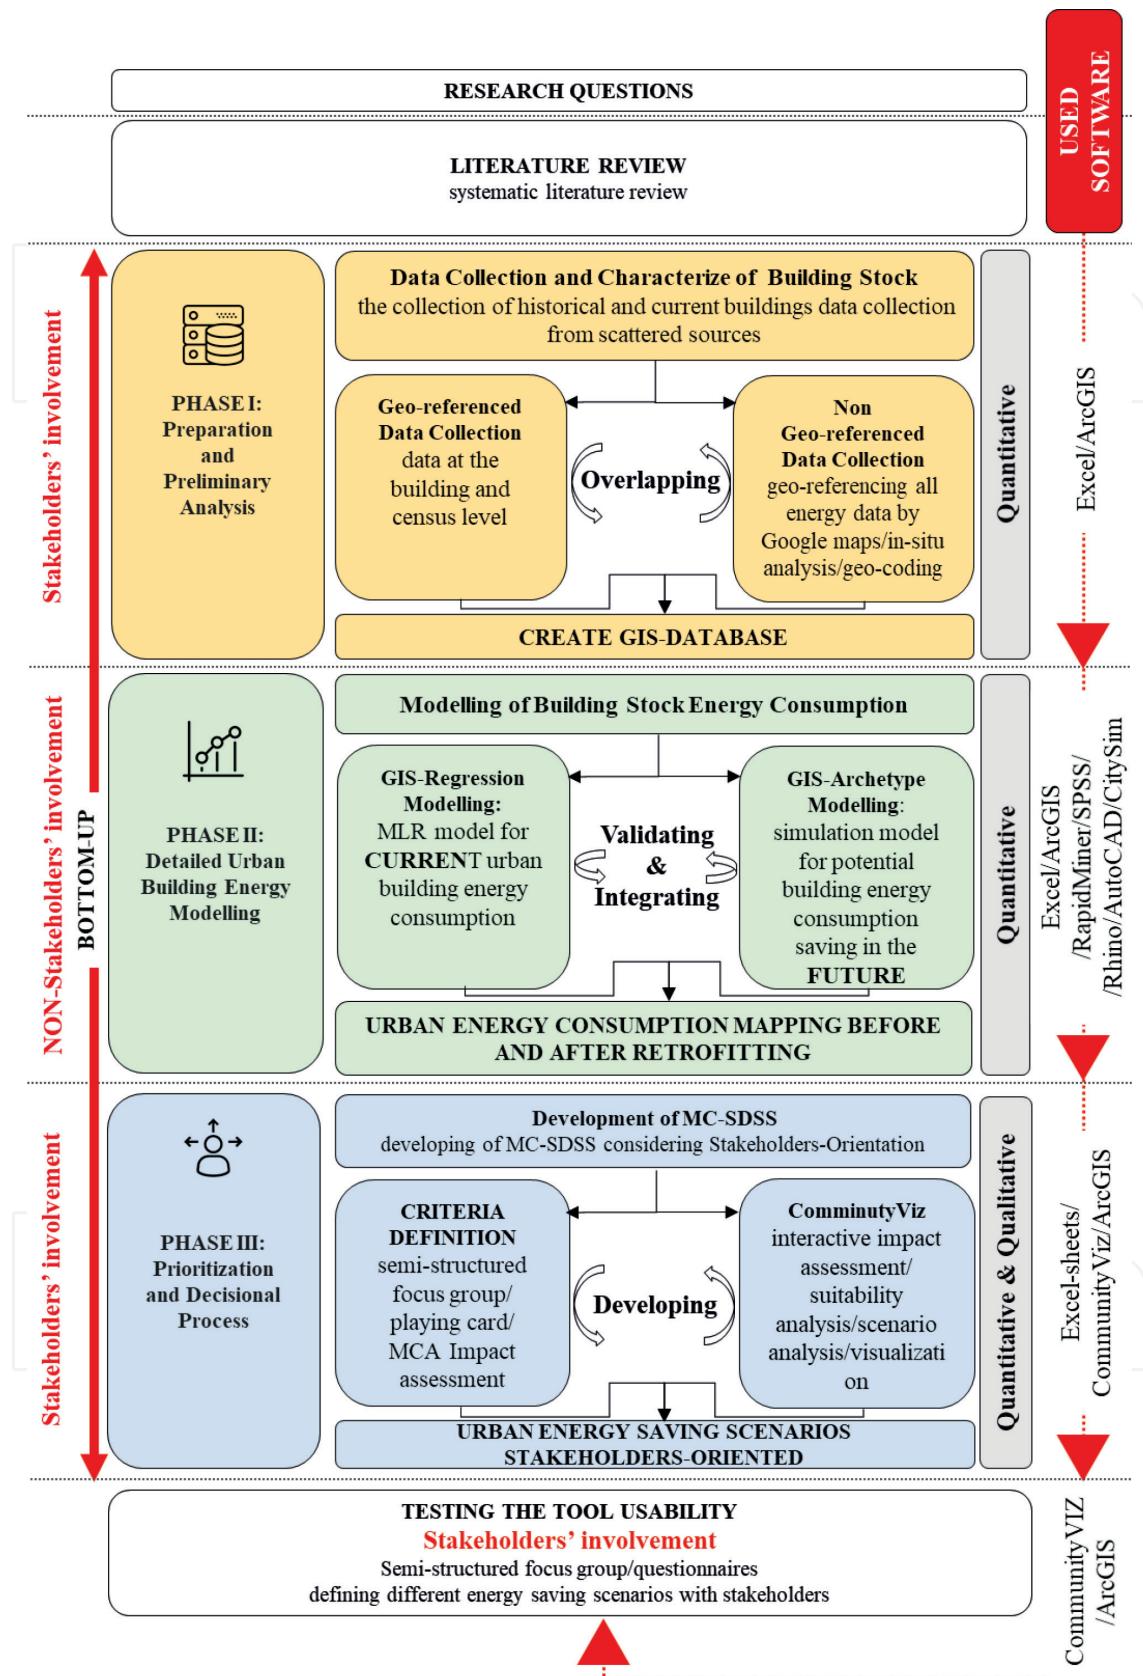 RESEARCH QUESTIONS
USED
SOFTWARE
LITERATURE REVIEW
systematic literature review
Stakeholders' involvement
PHASE I:
Preparation
and
Preliminary
Analysis
Data Collection and Characterize of Building Stock
the collection of historical and current buildings data collection
from scattered sources
Geo-referenced
Data Collection
data at the
building and
census level
Overlapping
Non
Geo-referenced
Data Collection
geo-referencing all
energy data by
Google maps/in-situ
analysis/geo-coding
CREATE GIS-DATABASE
Quantitative
Excel/ArcGIS
NON-Stakeholders' involvement
BOTTOM-UP
PHASE II:
Detailed Urban
Building Energy
Modelling
Modelling of Building Stock Energy Consumption
GIS-Regression
Modelling:
MLR model for
CURRENT urban
building energy
consumption
Validating
&
Integrating
GIS-Archetype
Modelling:
simulation model
for potential
building energy
consumption
saving in the
FUTURE
URBAN ENERGY CONSUMPTION MAPPING BEFORE
AND AFTER RETROFITTING
Quantitative
Excel/ArcGIS
/RapidMiner/SPSS/
/Rhino/AutoCAD/CitySim
Stakeholders' involvement
PHASE III:
Prioritization
and Decisional
Process
Development of MC-SDSS
developing of MC-SDSS considering Stakeholders-Orientation
CRITERIA
DEFINITION
semi-structured
focus group/
playing card/
MCA Impact
assessment
Developing
ComminutyViz
interactive impact
assessment/
suitability
analysis/scenario
analysis/visualizati
on
URBAN ENERGY SAVING SCENARIOS
STAKEHOLDERS-ORIENTED
Quantitative & Qualitative
Excel-sheets/
CommunityViz/ArcGIS
TESTING THE TOOL USABILITY
Stakeholders' involvement
Semi-structured focus group/questionnaires
defining different energy saving scenarios with stakeholders
CommunityVIZ
/ArcGIS